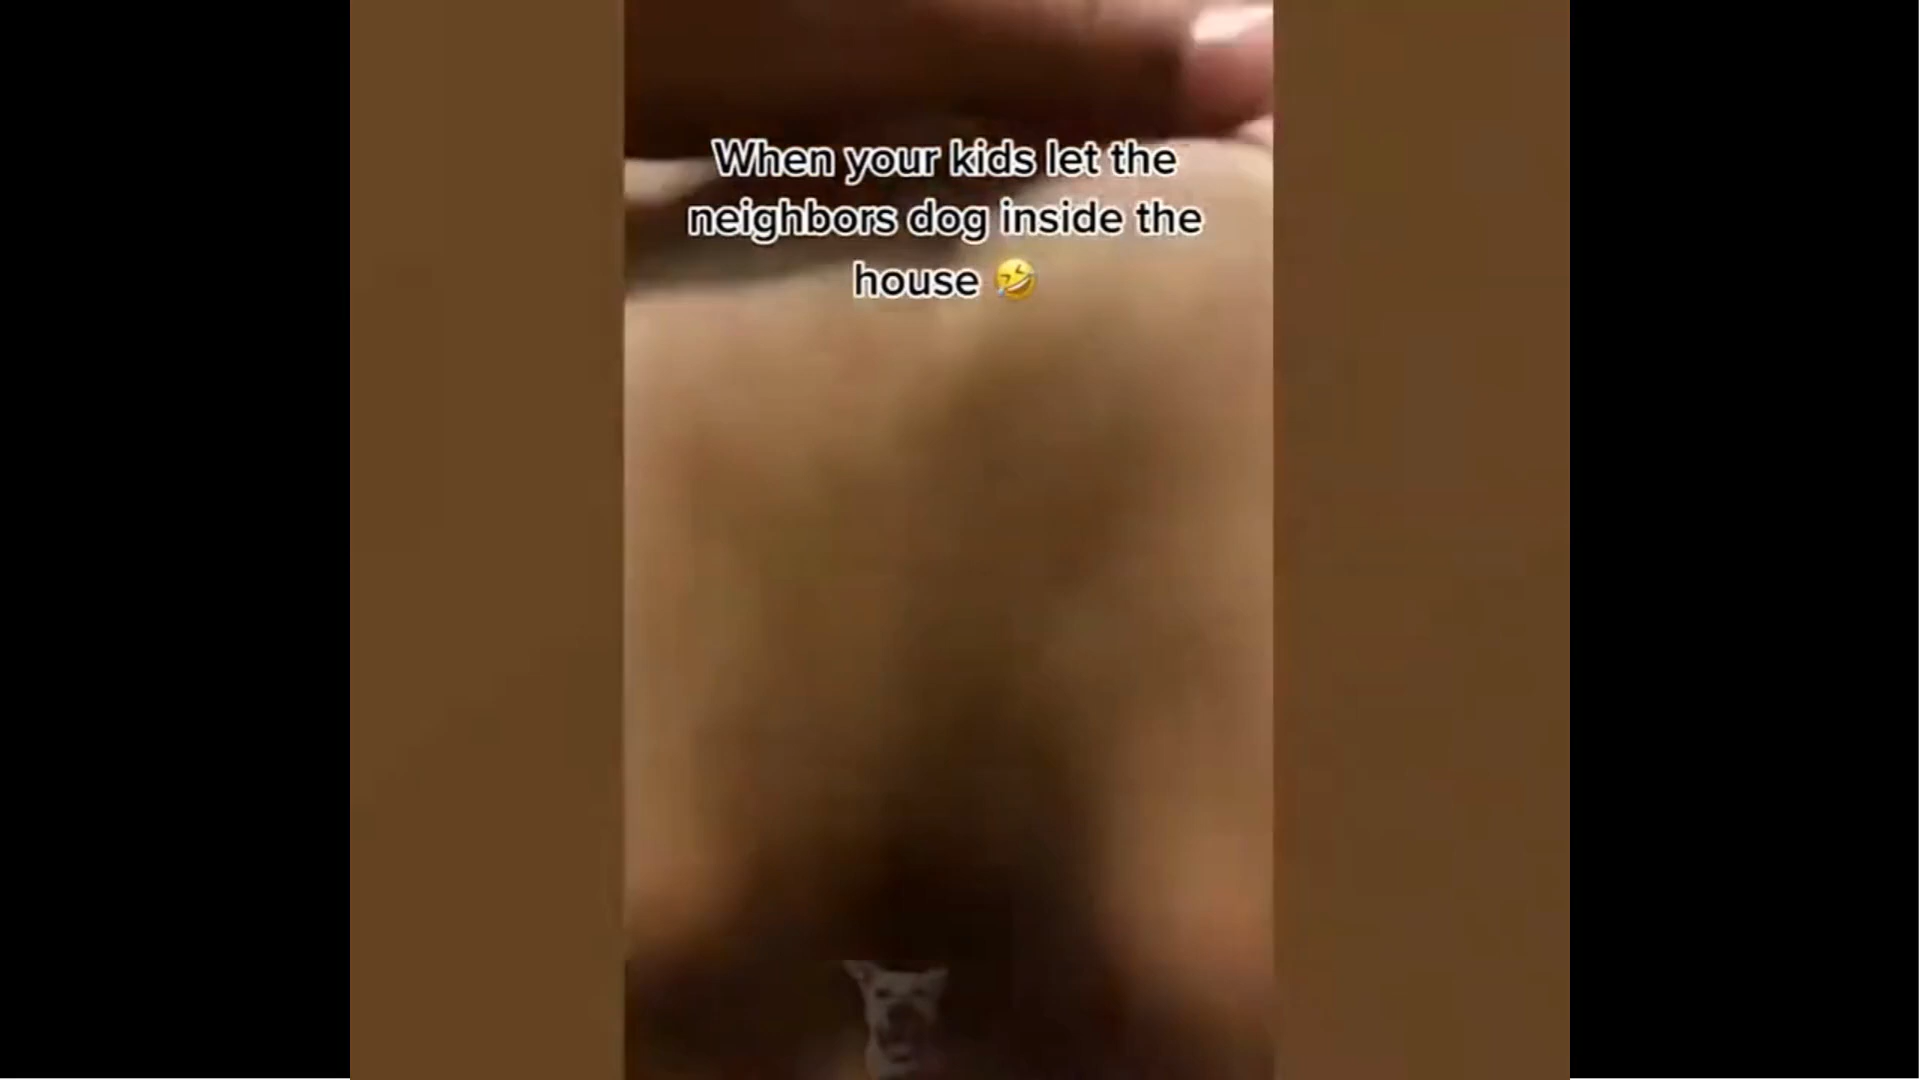 When your kids let the
neighbors dog inside the
house 🤣